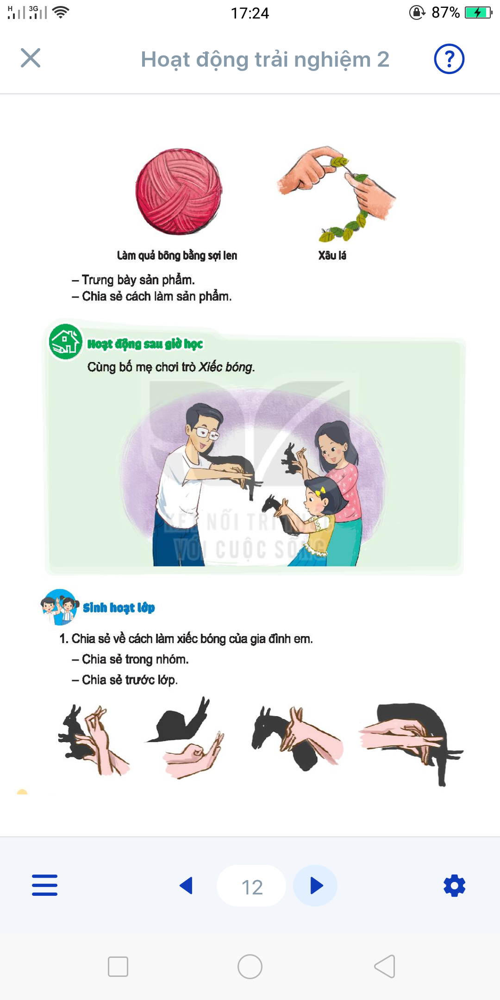 H 3G 17:24 87%
Hoạt động trải nghiệm 2
?
Làm quả bông bằng sợi len
Xâu lá
– Trưng bày sản phẩm.
– Chia sẻ cách làm sản phẩm.
Hoạt động sau giờ học
Cùng bố mẹ chơi trò Xiếc bóng.
KẾT NỐI TRI THỨC
VỚI CUỘC SỐNG
Sinh hoạt lớp
1. Chia sẻ về cách làm xiếc bóng của gia đình em.
– Chia sẻ trong nhóm.
– Chia sẻ trước lớp.
12